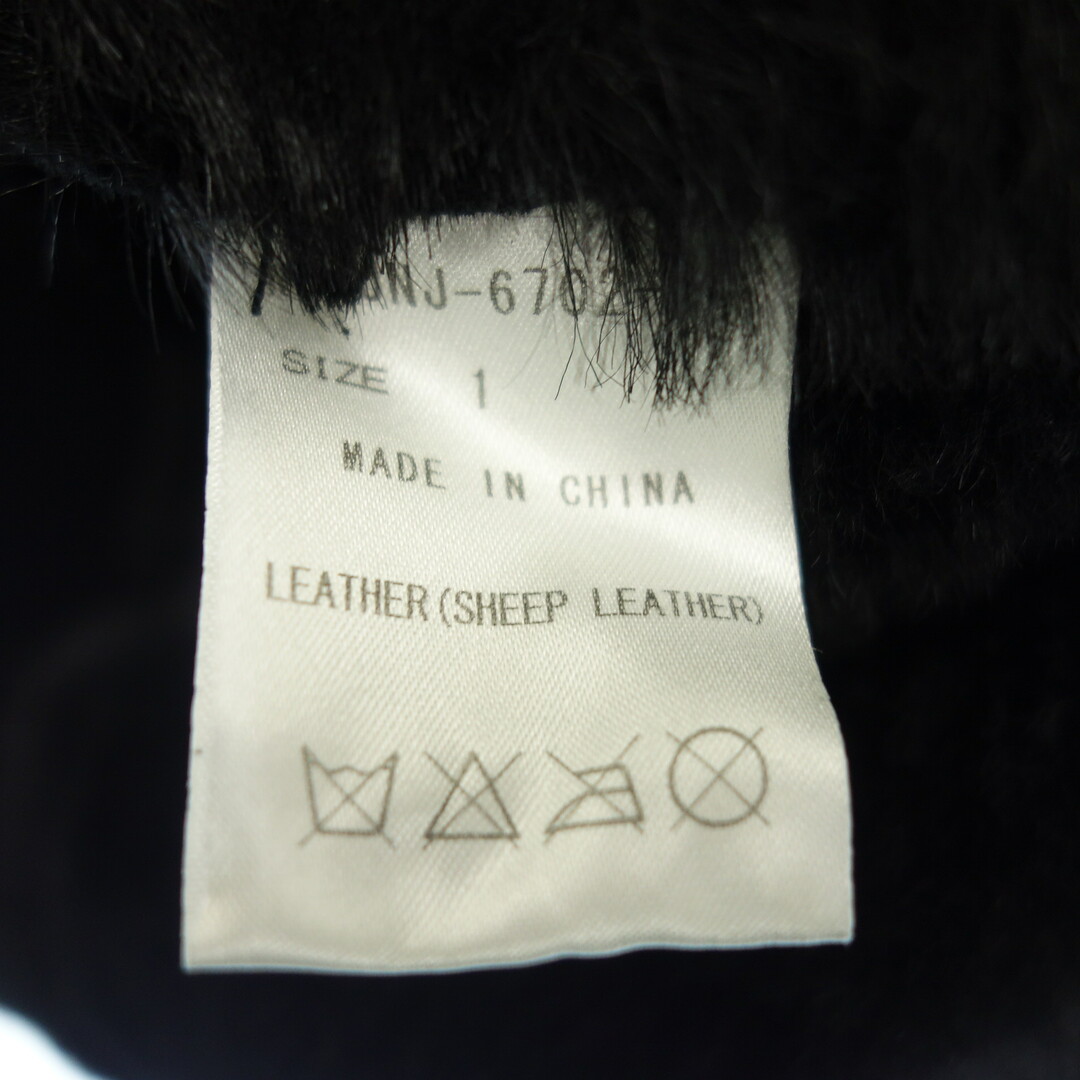 SIZE 1
MADE IN CHINA
LEATHER(SHEEP LEATHER)